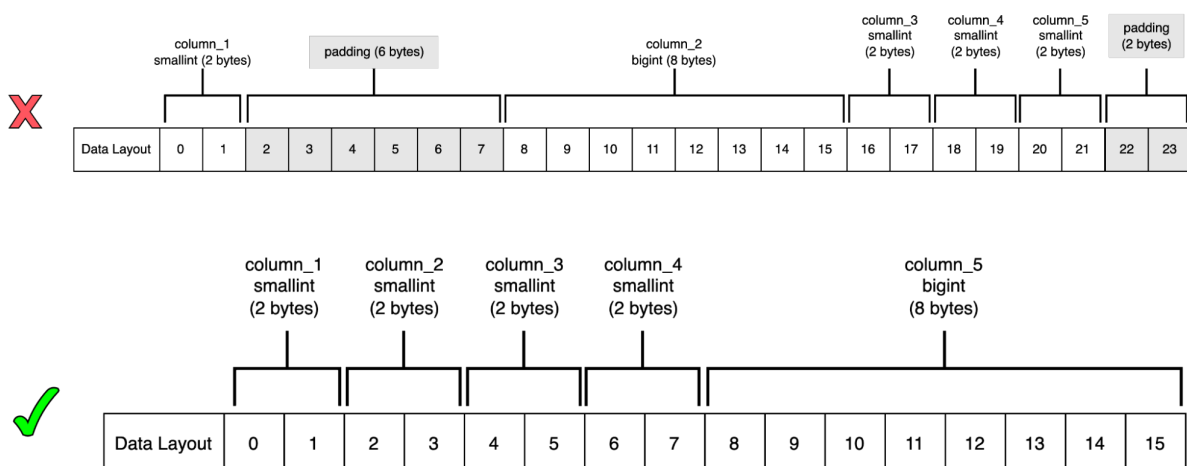 column_1
smallint (2 bytes)
padding (6 bytes)
column_2
bigint (8 bytes)
column_3
smallint
(2 bytes)
column_4
smallint
(2 bytes)
column_5
smallint
(2 bytes)
padding
(2 bytes)
Data Layout 0 1 2 3 4 5 6 7 8 9 10 11 12 13 14 15 16 17 18 19 20 21 22 23
column_1
smallint
(2 bytes)
column_2
smallint
(2 bytes)
column_3
smallint
(2 bytes)
column_4
smallint
(2 bytes)
column_5
bigint
(8 bytes)
Data Layout 0 1 2 3 4 5 6 7 8 9 10 11 12 13 14 15